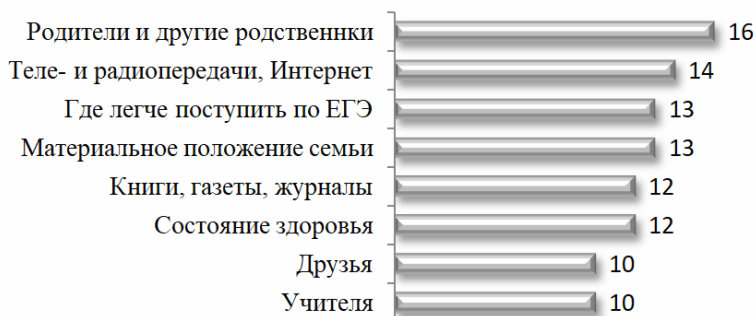 Родители и другие родственнки 16
Теле- и радиопередачи, Интернет 14
Где легче поступить по ЕГЭ 13
Материальное положение семьи 13
Книги, газеты, журналы 12
Состояние здоровья 12
Друзья 10
Учителя 10